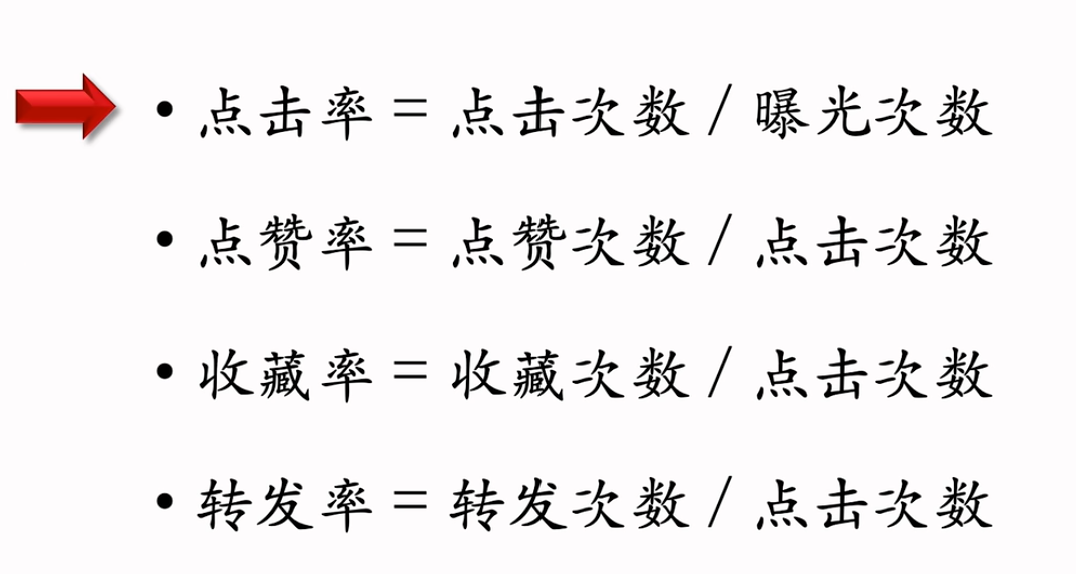 • 点击率 = 点击次数 / 曝光次数
• 点赞率 = 点赞次数 / 点击次数
• 收藏率 = 收藏次数 / 点击次数
• 转发率 = 转发次数 / 点击次数